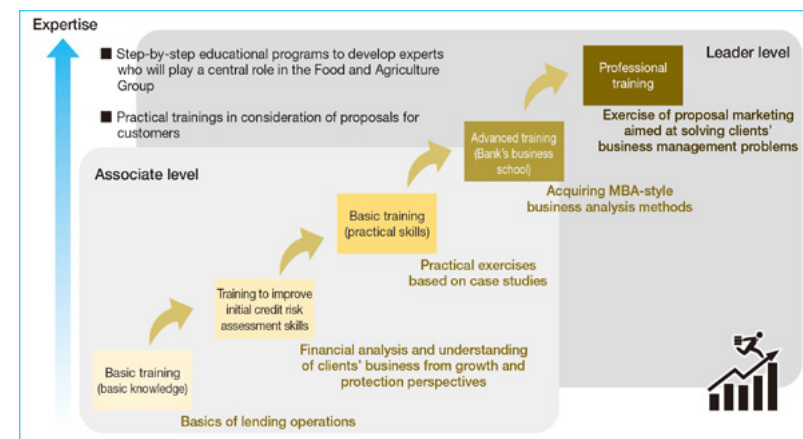 Expertise
■ Step-by-step educational programs to develop experts
who will play a central role in the Food and Agriculture
Group
■ Practical trainings in consideration of proposals for
customers
Leader level
Professional
training
Exercise of proposal marketing
aimed at solving clients'
business management problems
Advanced training
(Bank's business
school)
Acquiring MBA-style
business analysis methods
Associate level
Basic training
(practical skills)
Practical exercises
based on case studies
Training to improve
initial credit risk
assessment skills
Financial analysis and understanding
of clients' business from growth and
protection perspectives
Basic training
(basic knowledge)
Basics of lending operations